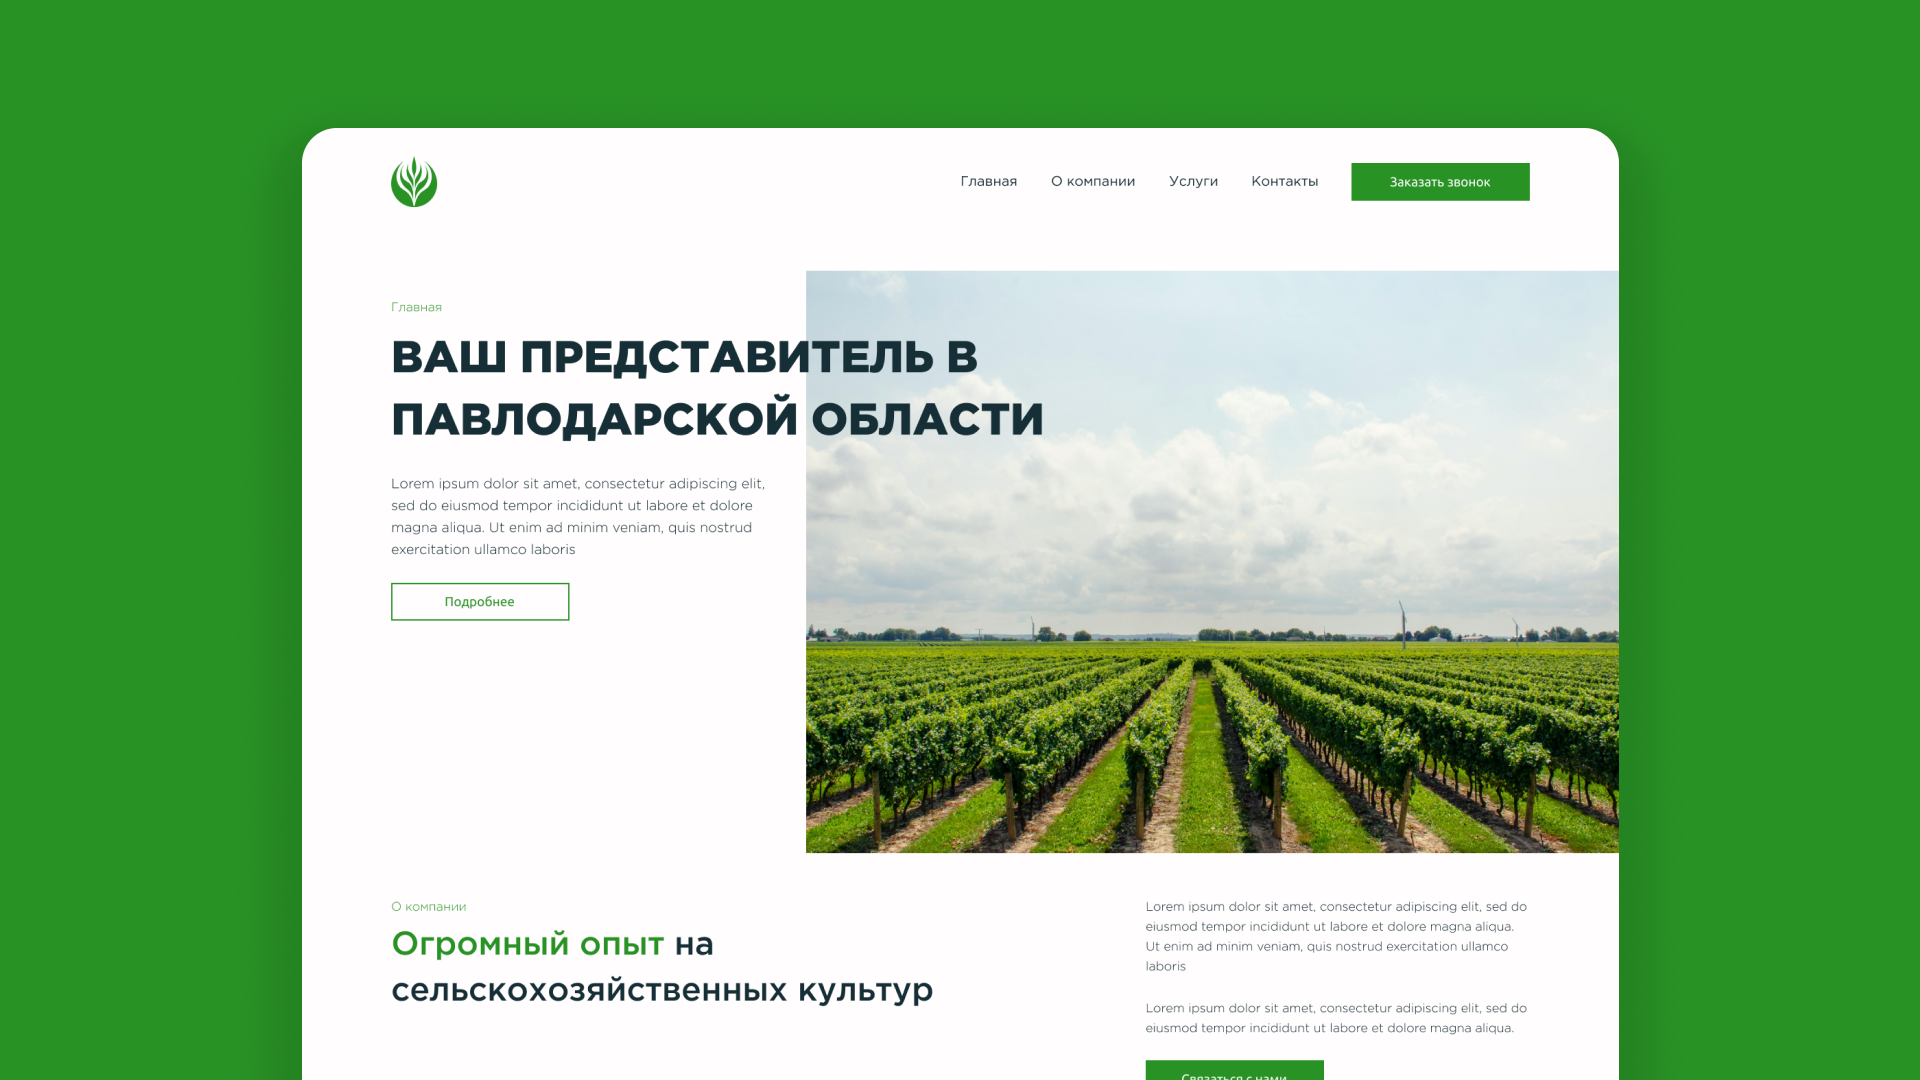 Главная
О компании
Услуги
Контакты
Заказать звонок
Главная
ВАШ ПРЕДСТАВИТЕЛЬ В
ПАВЛОДАРСКОЙ ОБЛАСТИ
Lorem ipsum dolor sit amet, consectetur adipiscing elit,
sed do eiusmod tempor incididunt ut labore et dolore
magna aliqua. Ut enim ad minim veniam, quis nostrud
exercitation ullamco laboris
Подробнее
О компании
Огромный опыт на
сельскохозяйственных культур
Lorem ipsum dolor sit amet, consectetur adipiscing elit, sed do
eiusmod tempor incididunt ut labore et dolore magna aliqua.
Ut enim ad minim veniam, quis nostrud exercitation ullamco
laboris
Lorem ipsum dolor sit amet, consectetur adipiscing elit, sed do
eiusmod tempor incididunt ut labore et dolore magna aliqua.
Связаться с нами